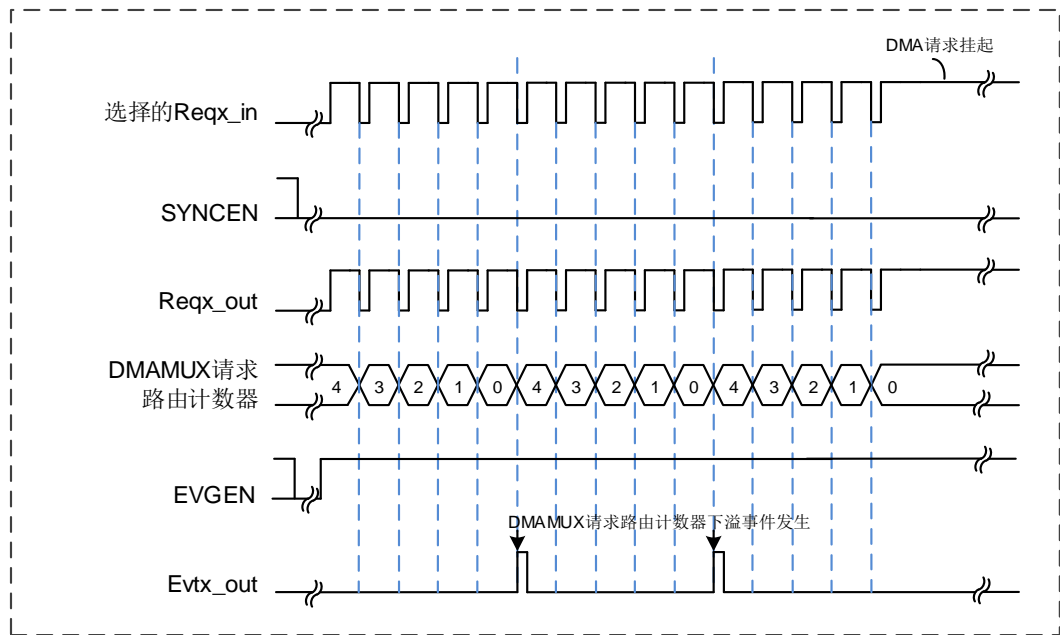 DMA请求挂起
选择的Reqx_in
SYNCEN
Reqx_out
DMAMUX请求
路由计数器
4 3 2 1 0 4 3 2 1 0 4 3 2 1 0
EVGEN
DMAMUX请求路由计数器下溢事件发生
Evtx_out